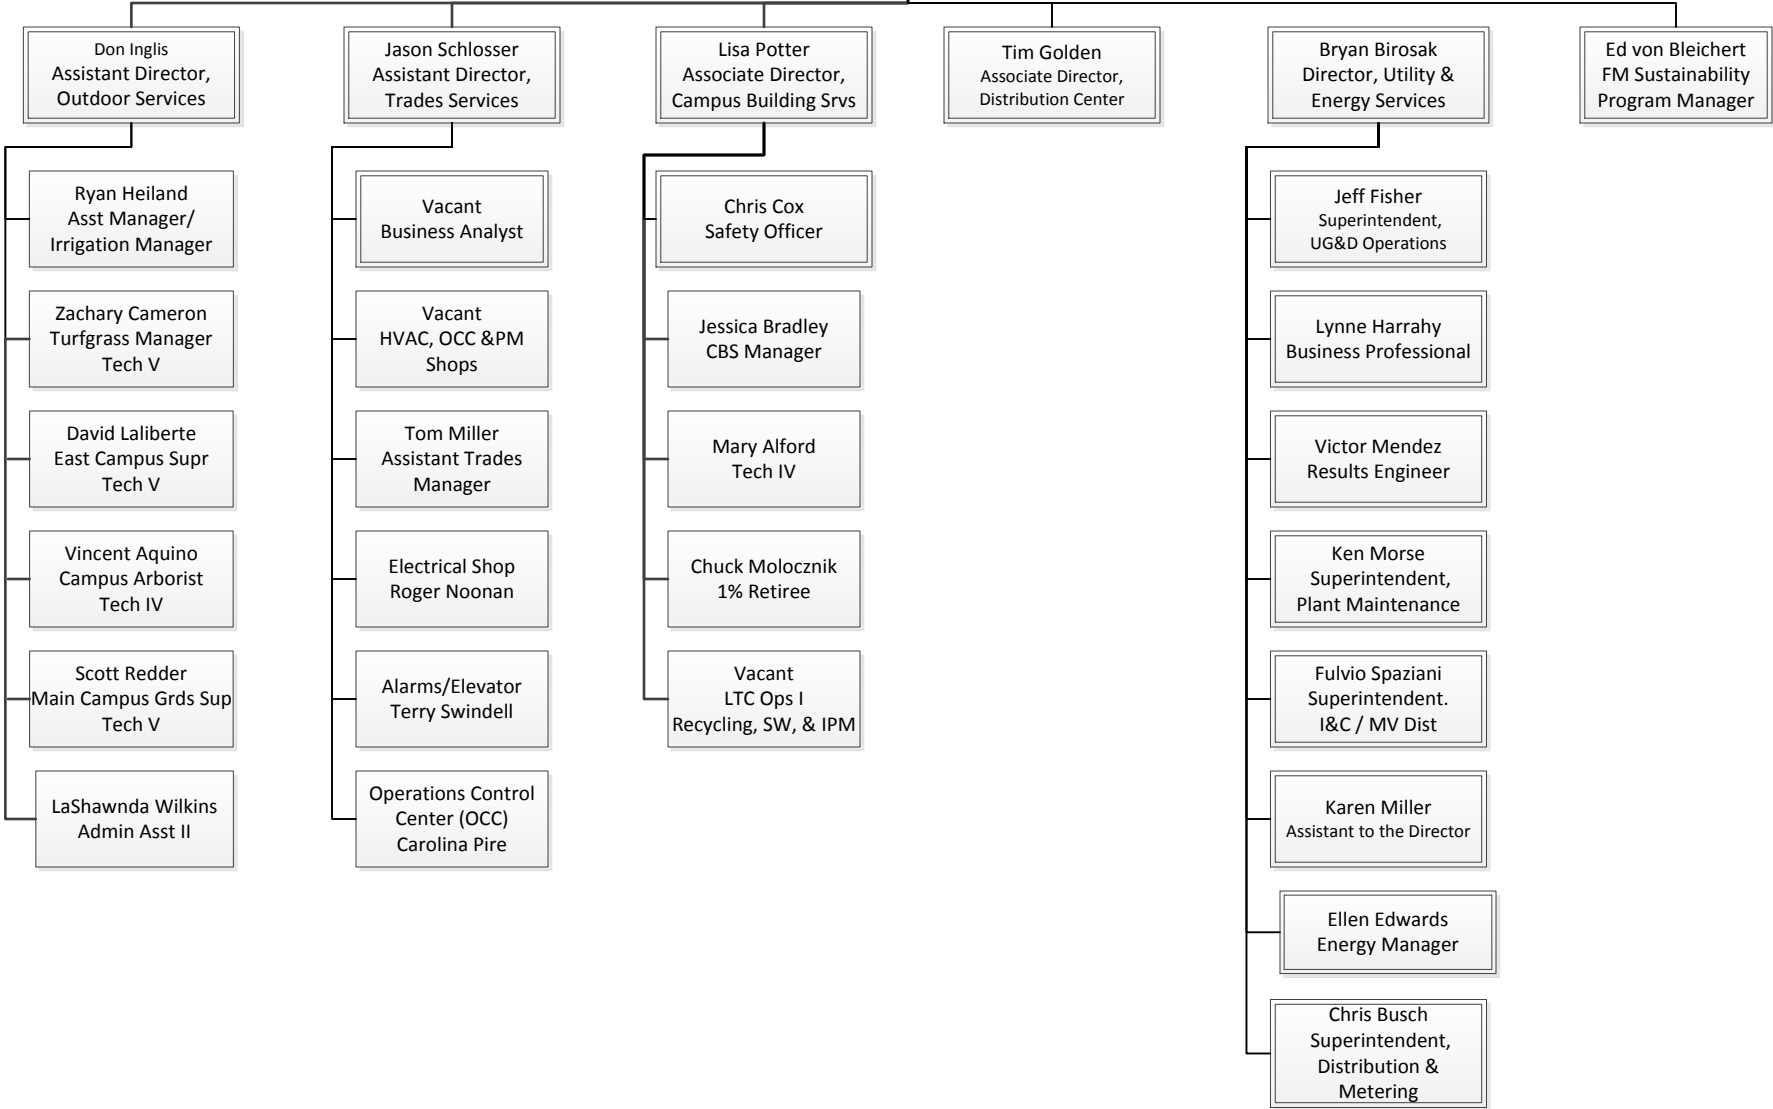 Don Inglis
Assistant Director,
Outdoor Services
Jason Schlosser
Assistant Director,
Trades Services
Lisa Potter
Associate Director,
Campus Building Srvs
Tim Golden
Associate Director,
Distribution Center
Bryan Birosak
Director, Utility &
Energy Services
Ed von Bleichert
FM Sustainability
Program Manager
Ryan Heiland
Asst Manager/
Irrigation Manager
Zachary Cameron
Turfgrass Manager
Tech V
David Laliberte
East Campus Supr
Tech V
Vincent Aquino
Campus Arborist
Tech IV
Scott Redder
Main Campus Grds Sup
Tech V
LaShawnda Wilkins
Admin Asst II
Vacant
Business Analyst
Vacant
HVAC, OCC &PM
Shops
Tom Miller
Assistant Trades
Manager
Electrical Shop
Roger Noonan
Alarms/Elevator
Terry Swindell
Operations Control
Center (OCC)
Carolina Pire
Chris Cox
Safety Officer
Jessica Bradley
CBS Manager
Mary Alford
Tech IV
Chuck Molocznik
1% Retiree
Vacant
LTC Ops I
Recycling, SW, & IPM
Jeff Fisher
Superintendent,
UG&D Operations
Lynne Harrahy
Business Professional
Victor Mendez
Results Engineer
Ken Morse
Superintendent,
Plant Maintenance
Fulvio Spaziani
Superintendent.
I&C / MV Dist
Karen Miller
Assistant to the Director
Ellen Edwards
Energy Manager
Chris Busch
Superintendent,
Distribution &
Metering